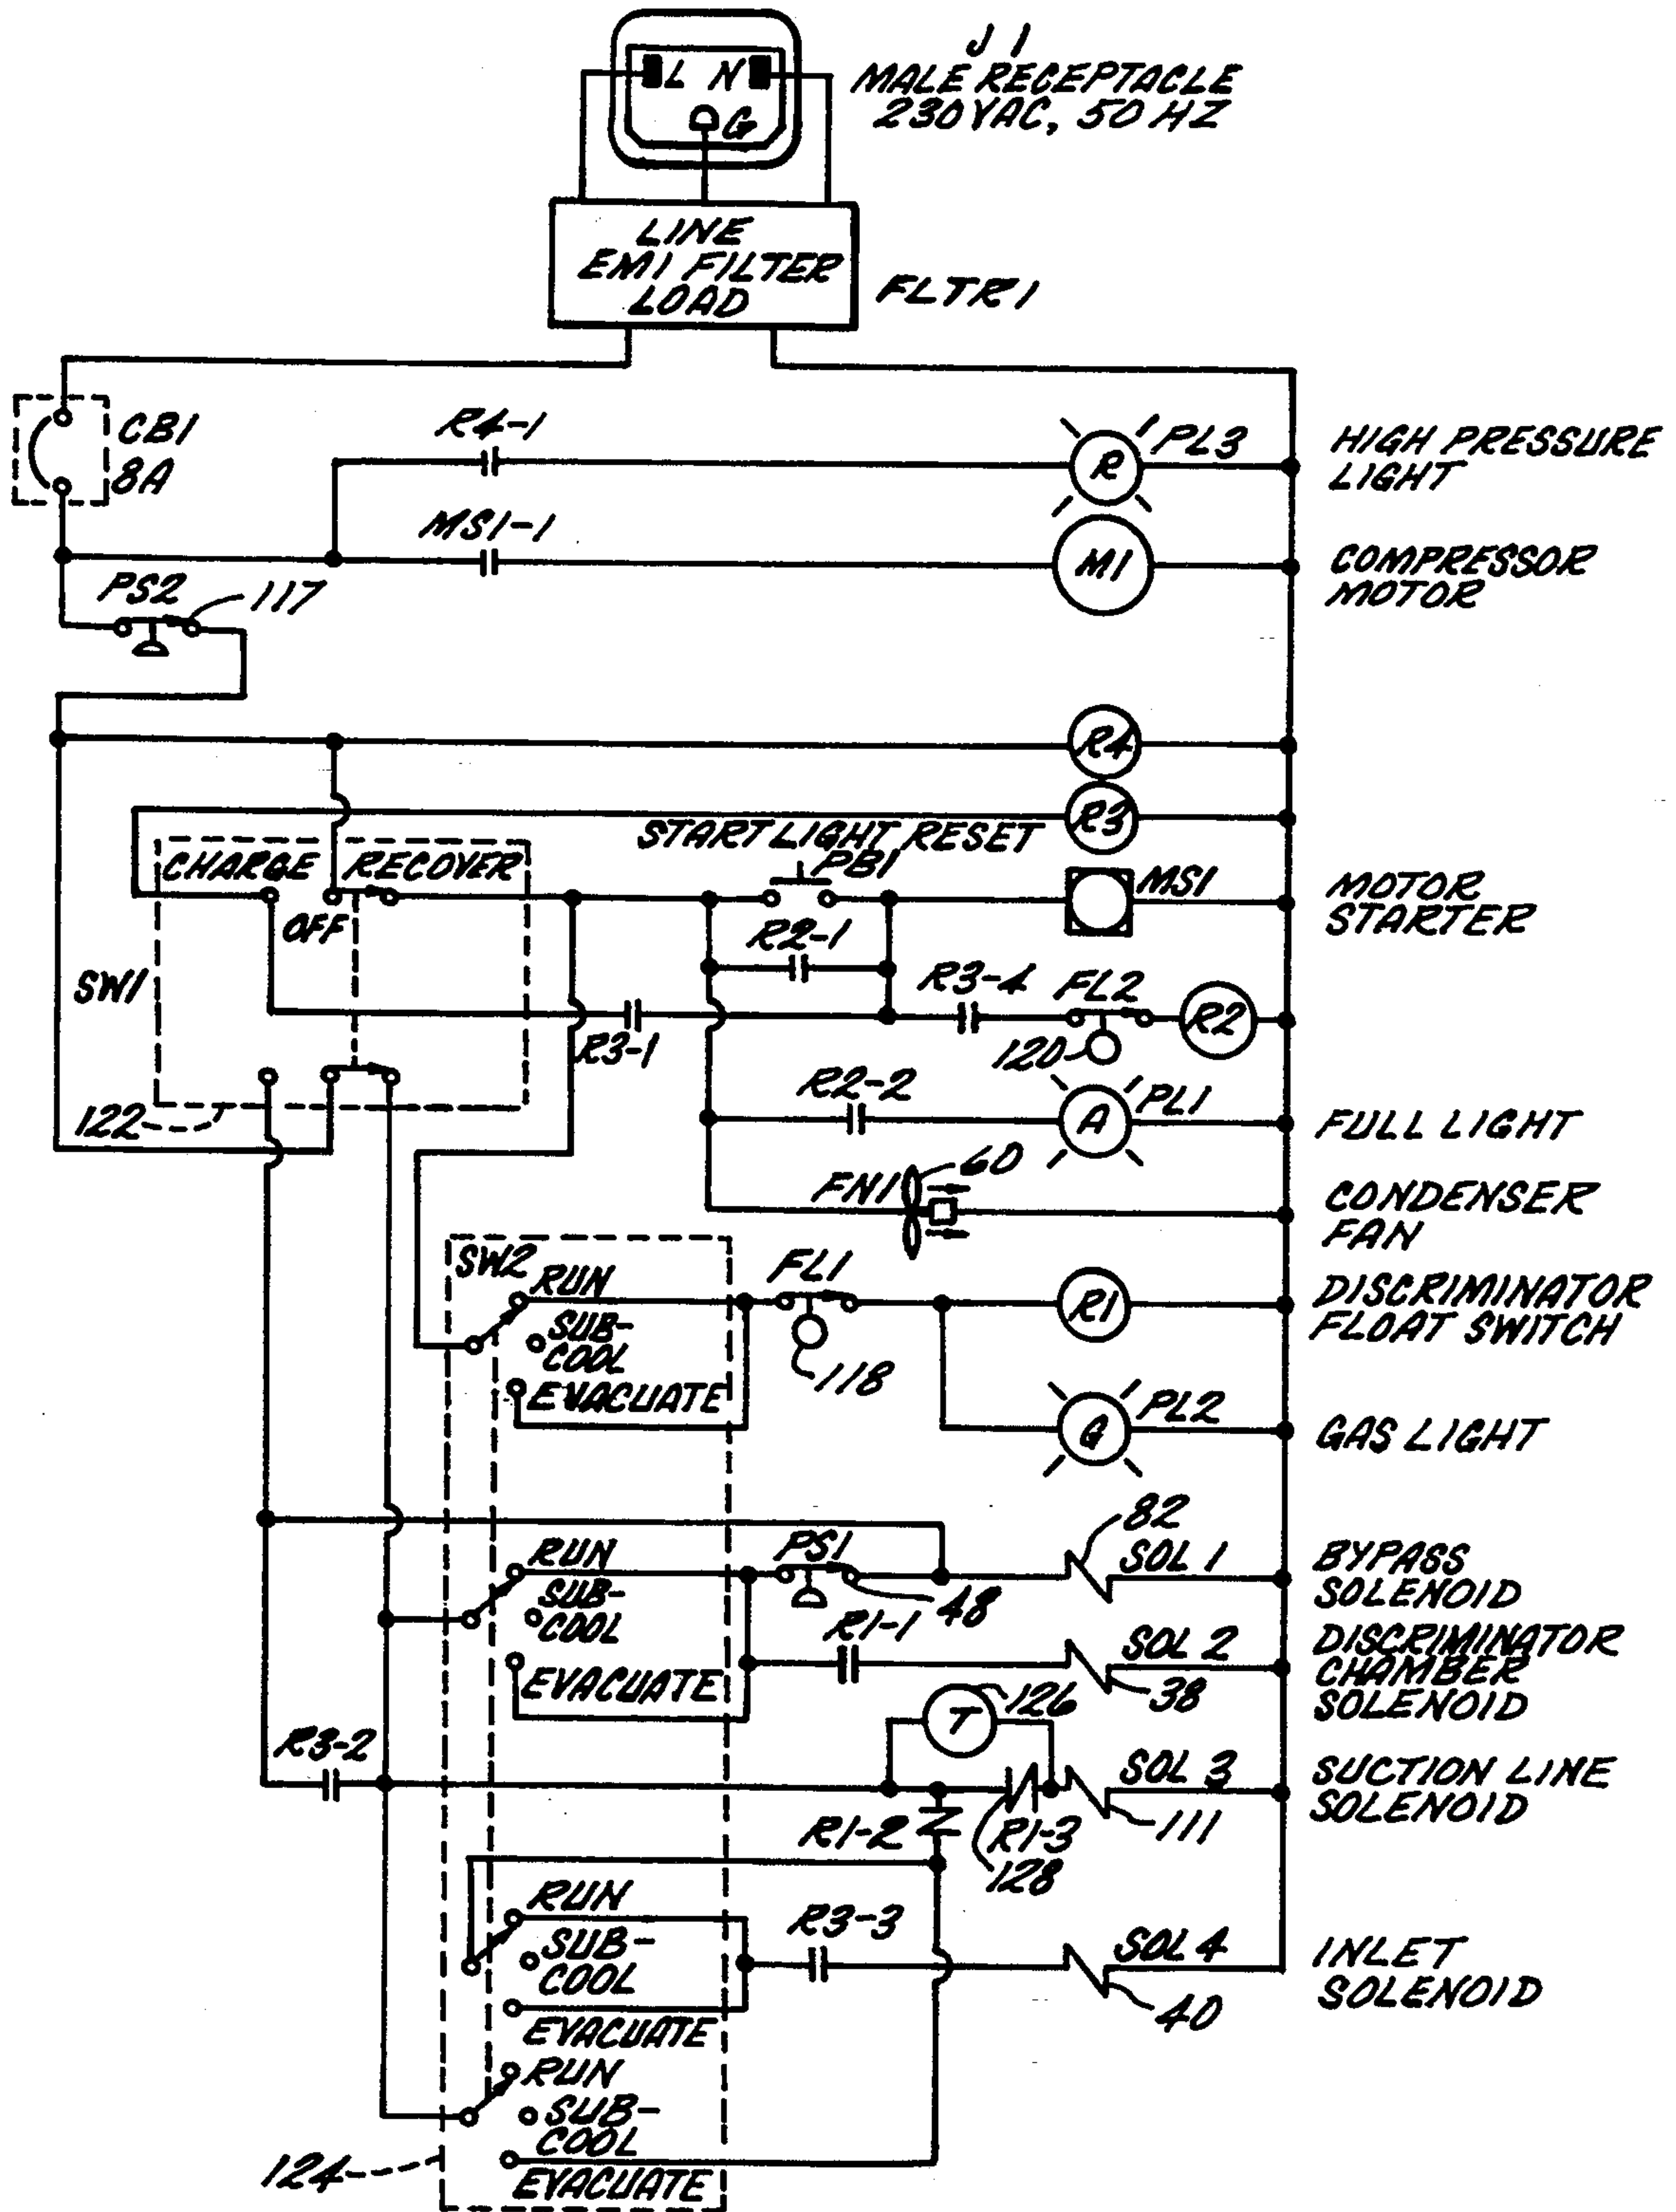 J1
MALE RECEPTACLE
230VAC, 50 HZ
L N
G
LINE
EMI FILTER
LOAD
FLTR1
CB1
8A
R4-1
R
PL3
HIGH PRESSURE
LIGHT
MS1-1
M1
COMPRESSOR
MOTOR
PS2
117
R4
R3
START LIGHT RESET
PB1
CHARGE
RECOVER
OFF
MS1
MOTOR
STARTER
R2-1
SW1
R3-4
FL2
R2
R3-1
120
122
R2-2
A
PL1
FULL LIGHT
FN1
60
CONDENSER
FAN
SW2
RUN
SUB-
COOL
EVACUATE
FL1
118
R1
DISCRIMINATOR
FLOAT SWITCH
G
PL2
GAS LIGHT
RUN
SUB-
COOL
EVACUATE
PS1
48
82
SOL 1
BYPASS
SOLENOID
R1-1
SOL 2
38
DISCRIMINATOR
CHAMBER
SOLENOID
R3-2
T
126
R1-2
R1-3
128
SOL 3
111
SUCTION LINE
SOLENOID
RUN
SUB-
COOL
EVACUATE
R3-3
SOL 4
40
INLET
SOLENOID
RUN
SUB-
COOL
EVACUATE
124